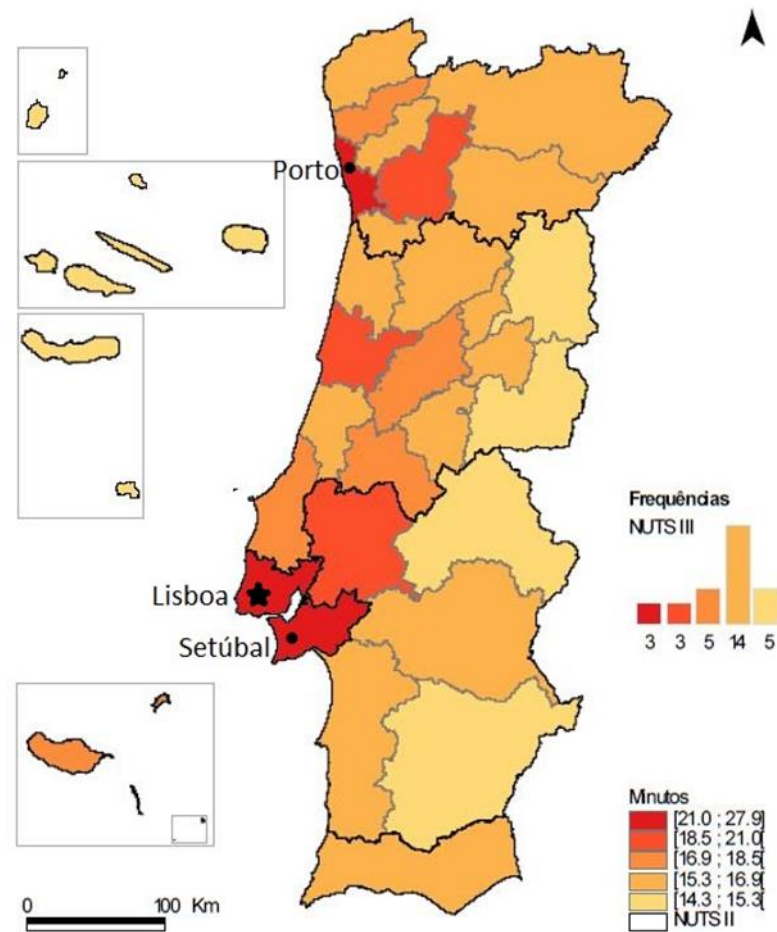 Porto
Lisboa
Setúbal
Frequências
NUTS III
3 3 5 14 5
Minutos
[21.0 ; 27.9]
[18.5 ; 21.0[
[16.9 ; 18.5[
[15.3 ; 16.9[
[14.3 ; 15.3[
NUTS II
0 100 Km